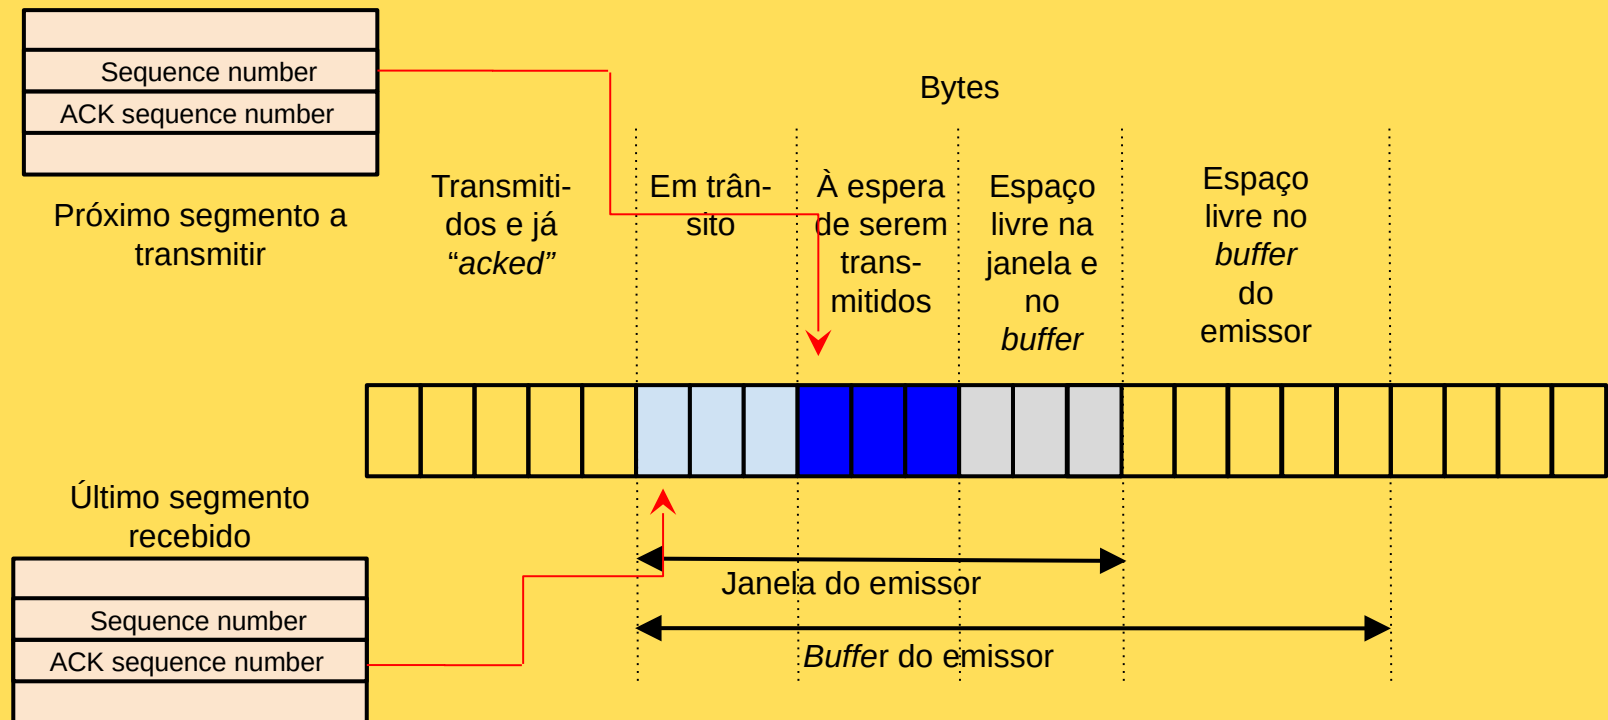 Sequence number
ACK sequence number
Próximo segmento a
transmitir
Bytes
Transmiti-
dos e já
“acked”
Em trân-
sito
À espera
de serem
trans-
mitidos
Espaço
livre na
janela e
no
buffer
Espaço
livre no
buffer
do
emissor
Último segmento
recebido
Sequence number
ACK sequence number
Janela do emissor
Buffer do emissor